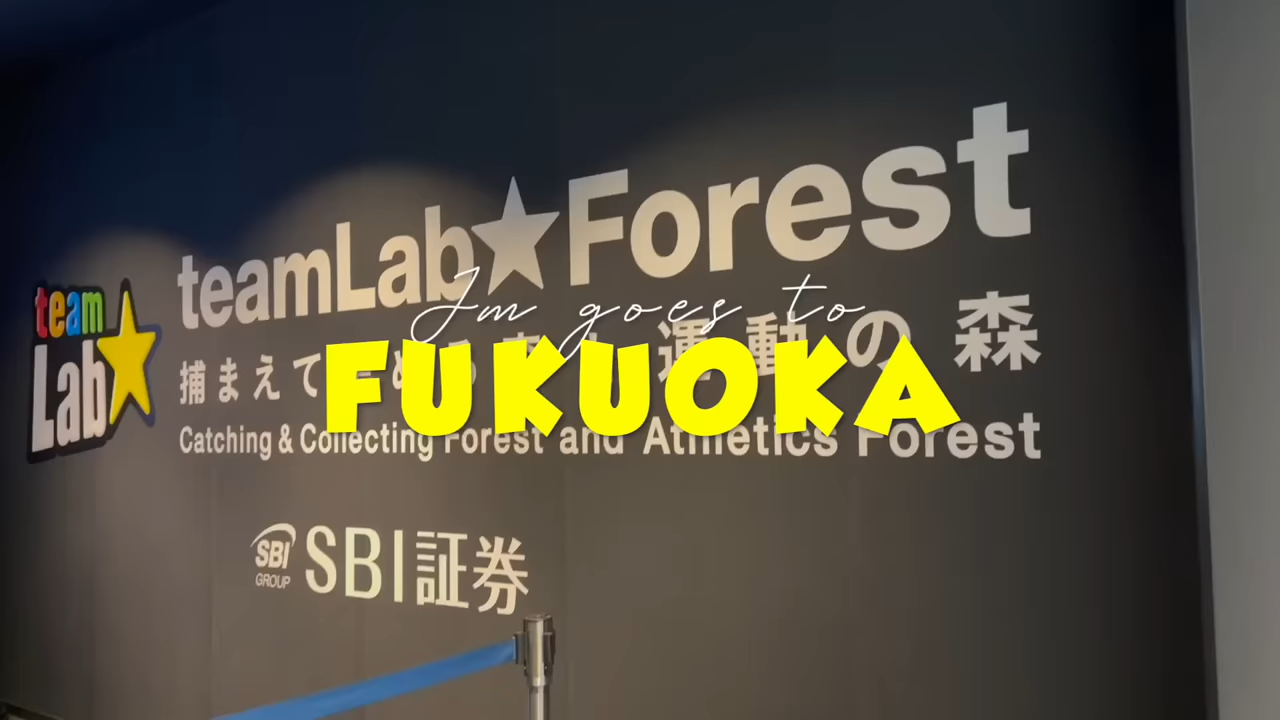 teamLab★Forest
team
Lab★
Jm goes to
捕まえて 運動の森
FUKUOKA
Catching & Collecting Forest and Athletics Forest
SBI GROUP
SBI証券